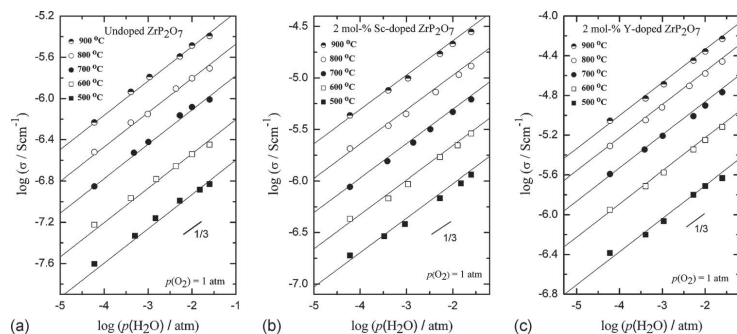 Undoped ZrP2O7
900 °C
800 °C
700 °C
600 °C
500 °C
-5.2
-5.6
-6.0
-6.4
-6.8
-7.2
-7.6
log (σ / Scm⁻¹)
1/3
p(O₂) = 1 atm
-5 -4 -3 -2 -1
log (p(H2O) / atm)
(a)
2 mol-% Sc-doped ZrP2O7
900 °C
800 °C
700 °C
600 °C
500 °C
-4.5
-5.0
-5.5
-6.0
-6.5
-7.0
log (σ / Scm⁻¹)
1/3
p(O₂) = 1 atm
-5 -4 -3 -2 -1
log (p(H2O) / atm)
(b)
2 mol-% Y-doped ZrP2O7
900 °C
800 °C
700 °C
600 °C
500 °C
-4.0
-4.4
-4.8
-5.2
-5.6
-6.0
-6.4
-6.8
log (σ / Scm⁻¹)
1/3
p(O₂) = 1 atm
-5 -4 -3 -2
log (p(H2O) / atm)
(c)